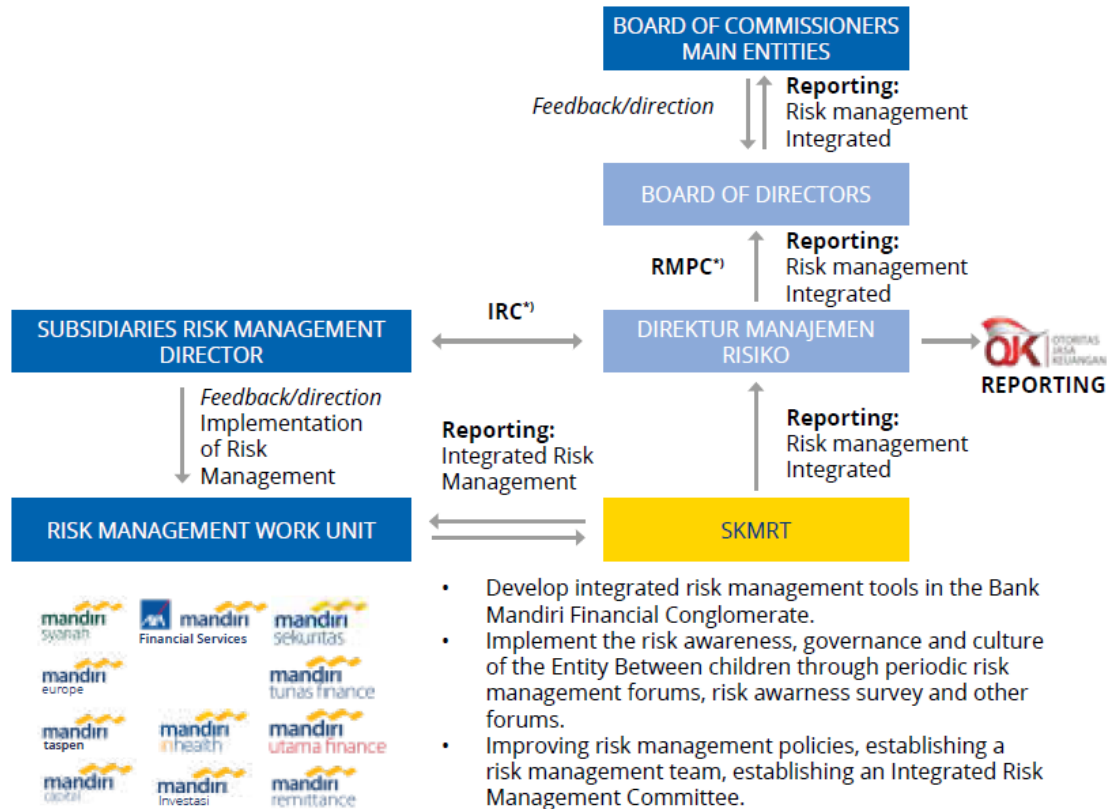 BOARD OF COMMISSIONERS
MAIN ENTITIES
Feedback/direction
Reporting:
Risk management
Integrated
BOARD OF DIRECTORS
RMPC*)
Reporting:
Risk management
Integrated
IRC*)
SUBSIDIARIES RISK MANAGEMENT
DIRECTOR
DIREKTUR MANAJEMEN
RISIKO
OJK
OTORITAS
JASA
KEUANGAN
REPORTING
Feedback/direction
Implementation
of Risk
Management
Reporting:
Integrated Risk
Management
Reporting:
Risk management
Integrated
RISK MANAGEMENT WORK UNIT
SKMRT
mandiri
syariah
AXA mandiri
Financial Services
mandiri
sekuritas
mandiri
europe
mandiri
tunas finance
mandiri
taspen
mandiri
inhealth
mandiri
utama finance
mandiri
capital
mandiri
Investasi
mandiri
remittance
• Develop integrated risk management tools in the Bank
Mandiri Financial Conglomerate.
• Implement the risk awareness, governance and culture
of the Entity Between children through periodic risk
management forums, risk awarness survey and other
forums.
• Improving risk management policies, establishing a
risk management team, establishing an Integrated Risk
Management Committee.